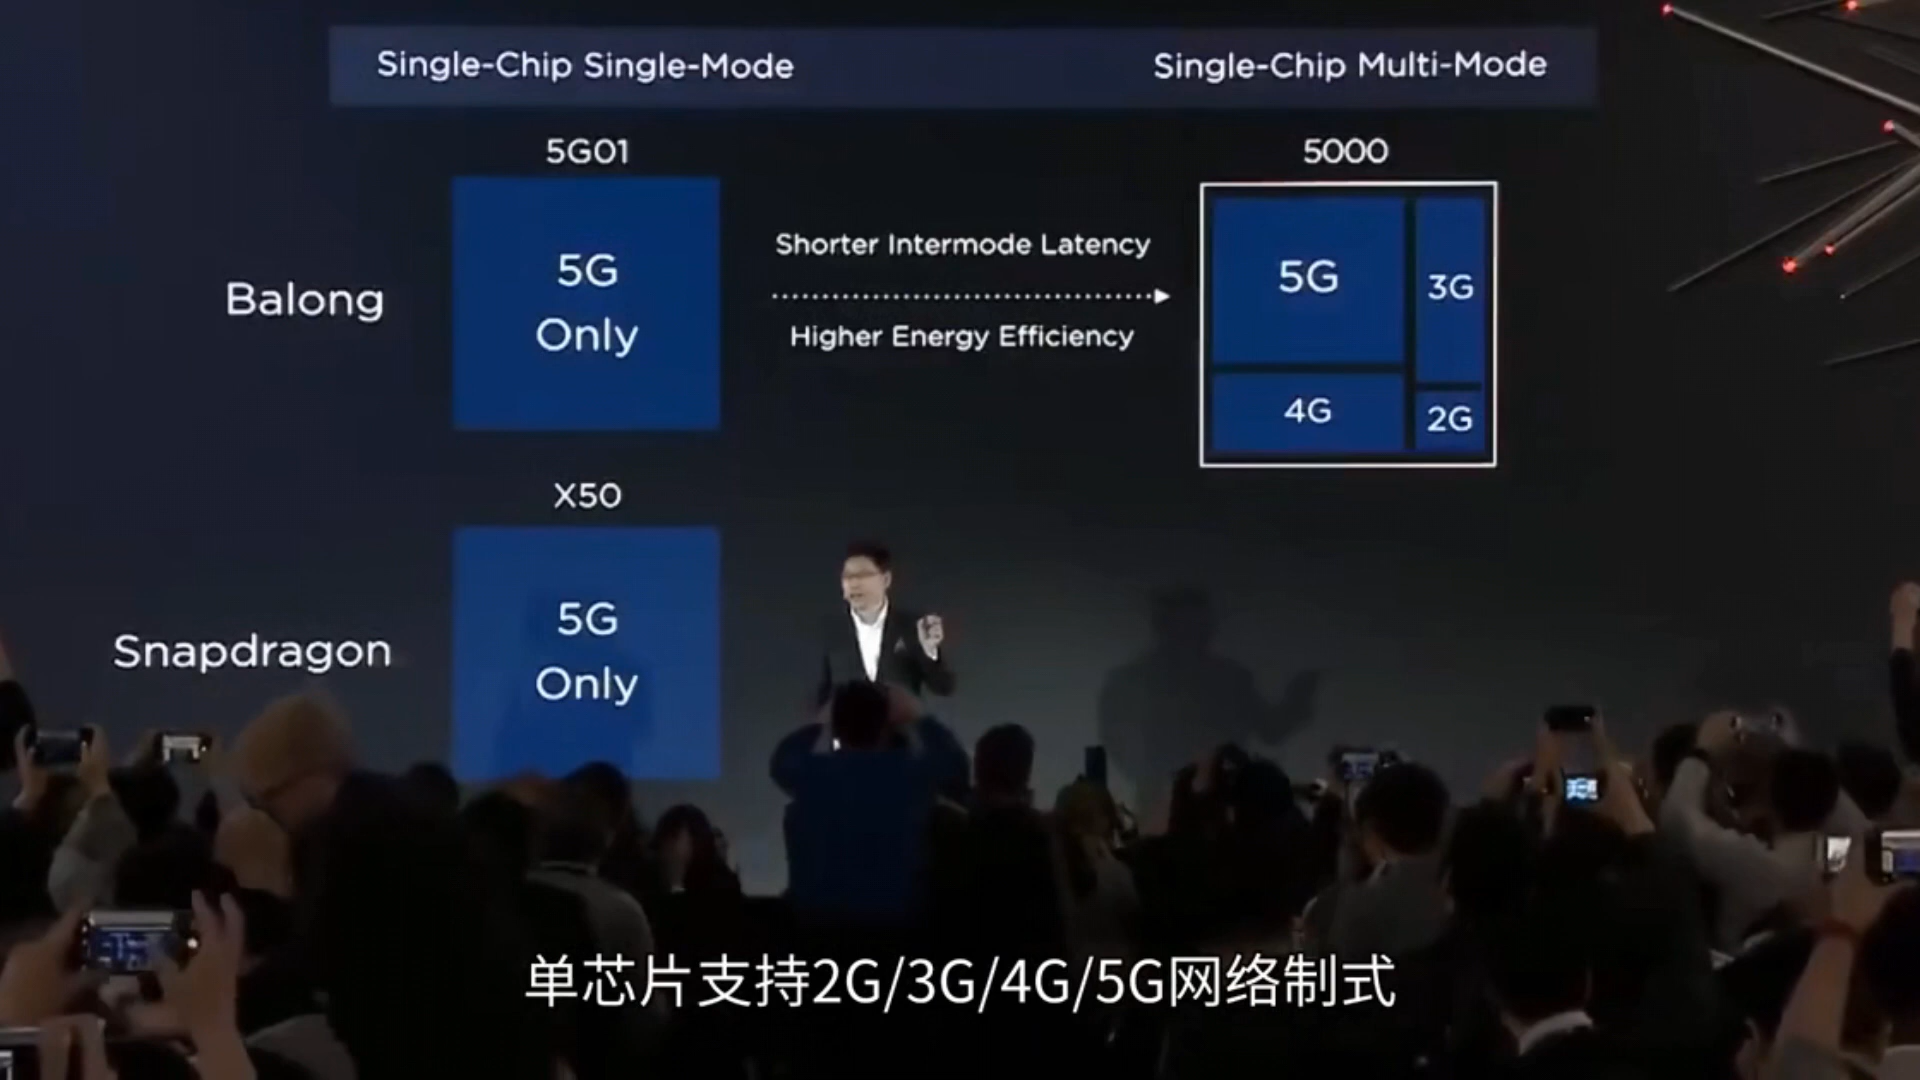 Single-Chip Single-Mode
Single-Chip Multi-Mode
5G01
5000
Balong
5G
Only
Shorter Intermode Latency
Higher Energy Efficiency
5G
3G
4G
2G
X50
Snapdragon
5G
Only
单芯片支持2G/3G/4G/5G网络制式